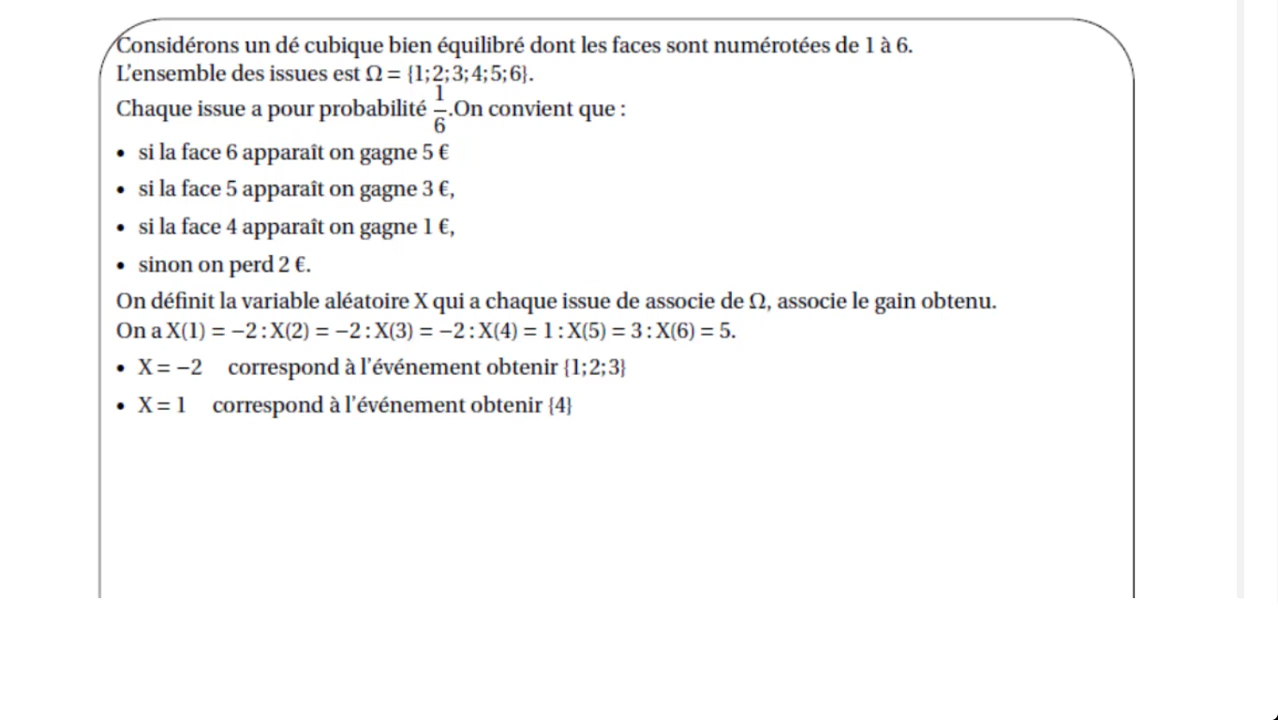 Considérons un dé cubique bien équilibré dont les faces sont numérotées de 1 à 6.
L'ensemble des issues est Ω = {1;2;3;4;5;6}.
Chaque issue a pour probabilité 1/6.On convient que :
• si la face 6 apparaît on gagne 5 €
• si la face 5 apparaît on gagne 3 €,
• si la face 4 apparaît on gagne 1 €,
• sinon on perd 2 €.
On définit la variable aléatoire X qui a chaque issue de associe de Ω, associe le gain obtenu.
On a X(1) = −2 : X(2) = −2 : X(3) = −2 : X(4) = 1 : X(5) = 3 : X(6) = 5.
• X = −2 correspond à l'événement obtenir {1;2;3}
• X = 1 correspond à l'événement obtenir {4}